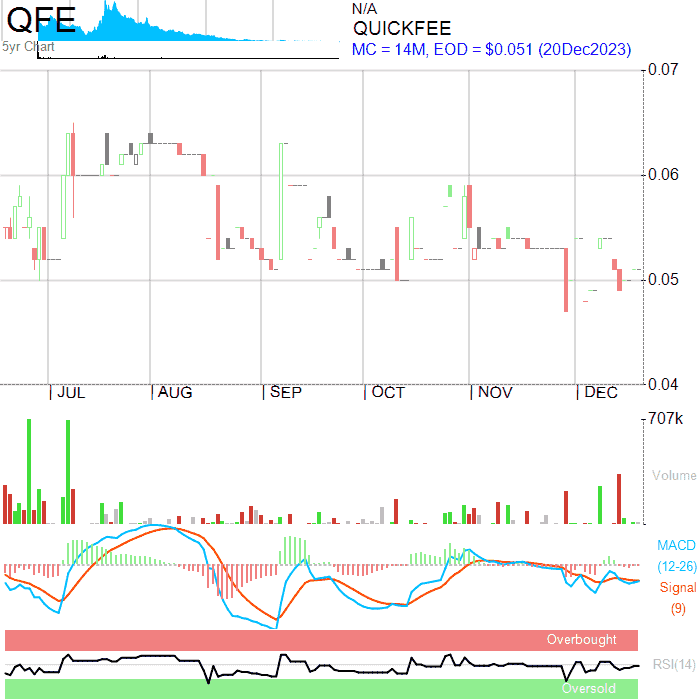 QFE
5yr Chart
N/A
QUICKFEE
MC = 14M, EOD = $0.051 (20Dec2023)
0.07
0.06
0.05
0.04
JUL AUG SEP OCT NOV DEC
707k
Volume
MACD
(12-26)
Signal
(9)
Overbought
RSI(14)
Oversold